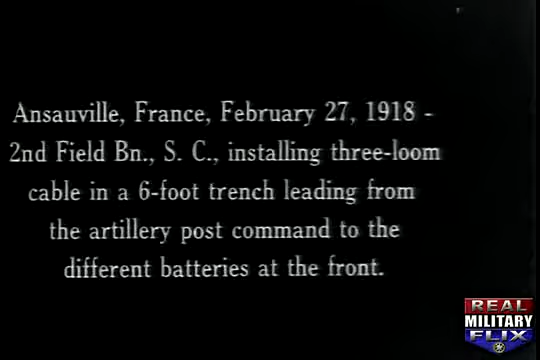 Ansauville, France, February 27, 1918 -
2nd Field Bn., S. C., installing three-loom
cable in a 6-foot trench leading from
the artillery post command to the
different batteries at the front.
REAL
MILITARY
FLIX